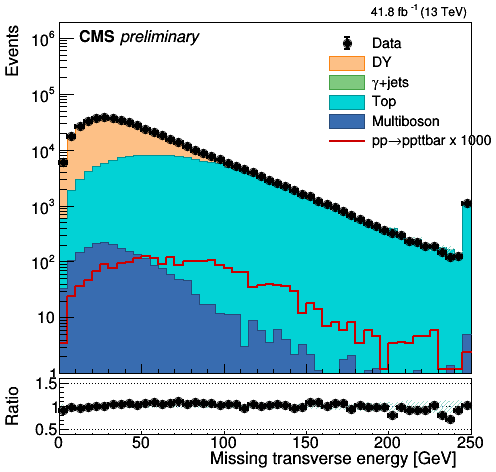 41.8 fb⁻¹ (13 TeV)
CMS preliminary
Events
10⁶
10⁵
10⁴
10³
10²
10
1
Data
DY
γ+jets
Top
Multiboson
pp→ppttbar x 1000
Ratio
1.5
1
0.5
0 50 100 150 200 250
Missing transverse energy [GeV]